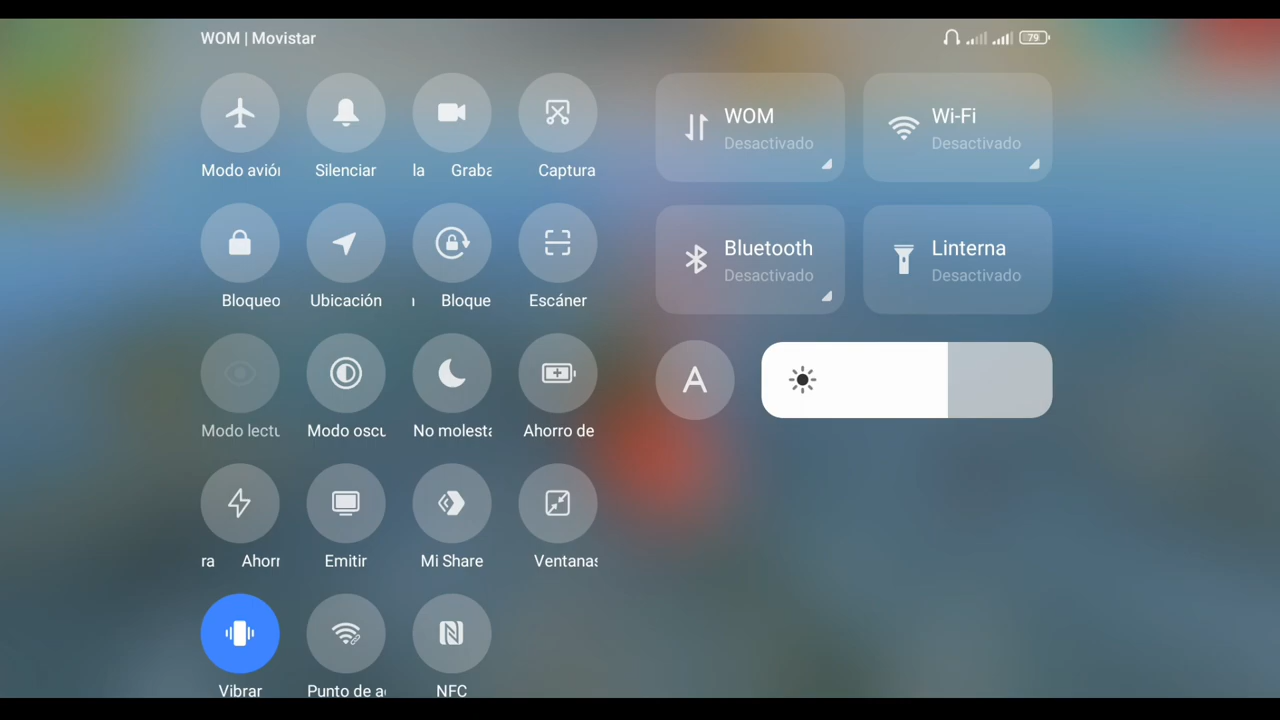 WOM | Movistar
79
Modo avió
Silenciar
la Graba
Captura
Bloqueo
Ubicación
Bloque
Escáner
Modo lectu
Modo oscu
No molesta
Ahorro de
ra Ahorr
Emitir
Mi Share
Ventanas
Vibrar
Punto de a
NFC
WOM
Desactivado
Wi-Fi
Desactivado
Bluetooth
Desactivado
Linterna
Desactivado
A